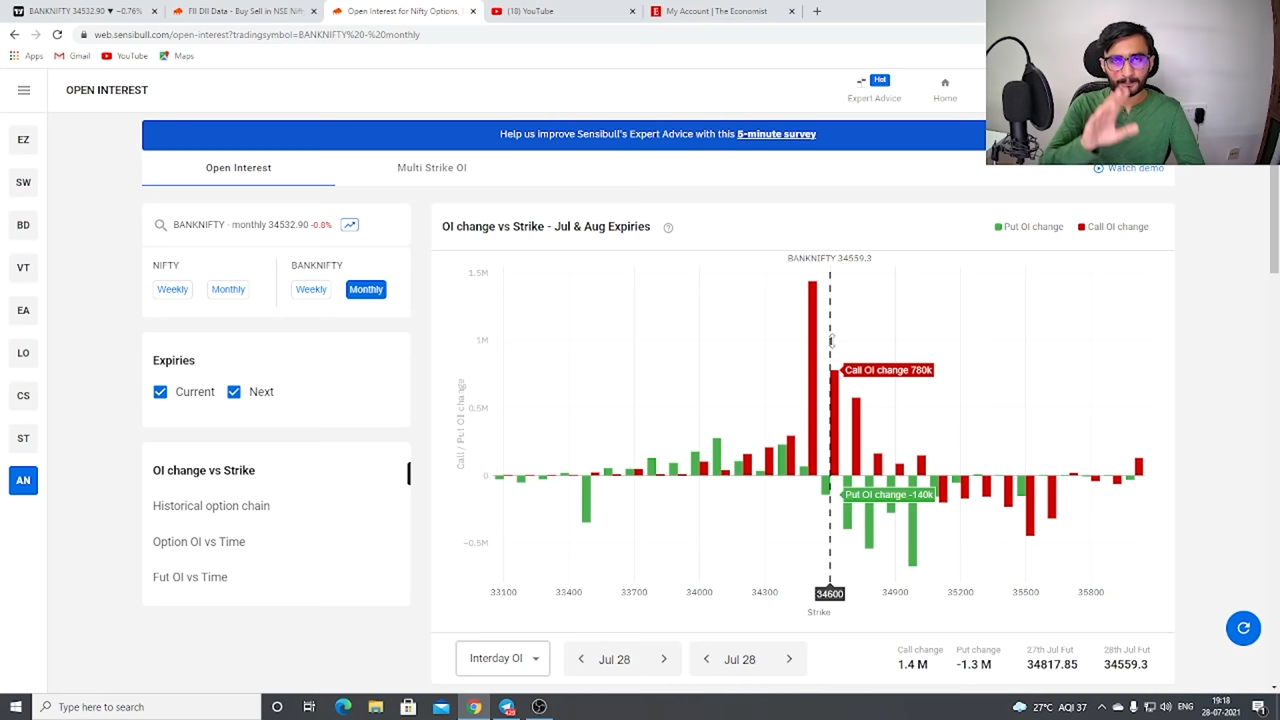 BANKNIFTY 34532.90 ▼ −0.76%
FII DII Data - Buy Sell in NSE Nif
Open Interest for Nifty Options,
(18) YouTube
My Account | The Economist
web.sensibull.com/open-interest?tradingsymbol=BANKNIFTY%20-%20monthly
Apps
Gmail
YouTube
Maps
OPEN INTEREST
Hot
Expert Advice
Home
Help us improve Sensibull's Expert Advice with this 5-minute survey
Open Interest
Multi Strike OI
Watch demo
EZ
SW
BD
VT
EA
LO
CS
ST
AN
BANKNIFTY - monthly 34532.90 -0.8%
NIFTY
BANKNIFTY
Weekly
Monthly
Weekly
Monthly
Expiries
Current
Next
OI change vs Strike
Historical option chain
Option OI vs Time
Fut OI vs Time
OI change vs Strike - Jul & Aug Expiries
Put OI change
Call OI change
BANKNIFTY 34559.3
1.5M
1M
0.5M
0
−0.5M
Call / Put OI change
Call OI change 780k
Put OI change -140k
33100
33400
33700
34000
34300
34600
34900
35200
35500
35800
Strike
Interday OI
Jul 28
Jul 28
Call change
1.4 M
Put change
-1.3 M
27th Jul Fut
34817.85
28th Jul Fut
34559.3
Type here to search
27°C AQI 37
19:18
28-07-2021